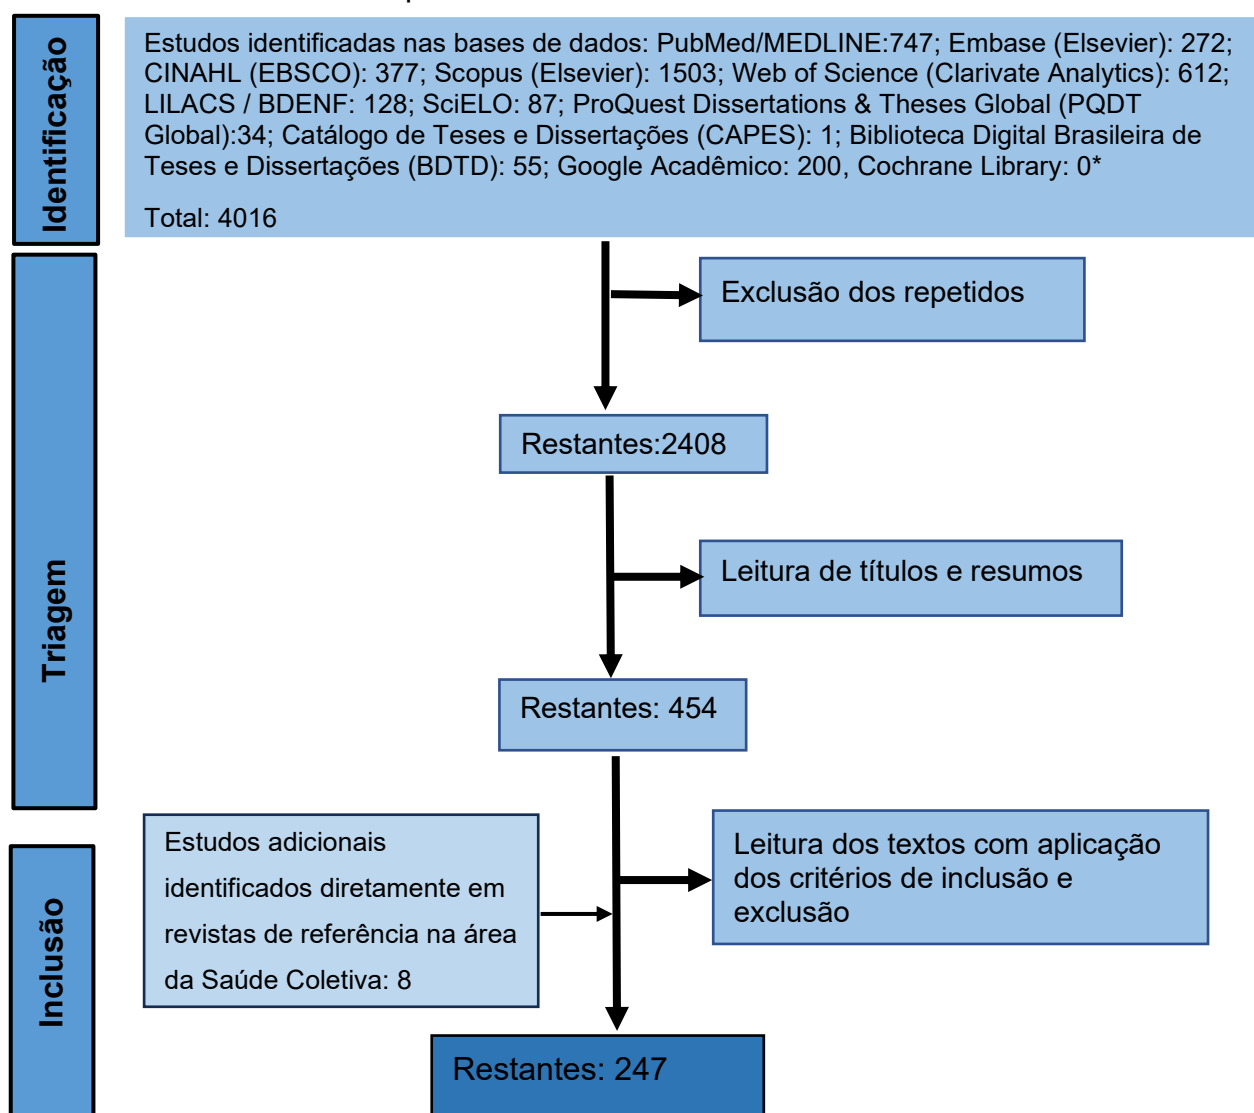 Identificação
Estudos identificadas nas bases de dados: PubMed/MEDLINE:747; Embase (Elsevier): 272;
CINAHL (EBSCO): 377; Scopus (Elsevier): 1503; Web of Science (Clarivate Analytics): 612;
LILACS / BDENF: 128; SciELO: 87; ProQuest Dissertations & Theses Global (PQDT
Global):34; Catálogo de Teses e Dissertações (CAPES): 1; Biblioteca Digital Brasileira de
Teses e Dissertações (BDTD): 55; Google Acadêmico: 200, Cochrane Library: 0*
Total: 4016
Triagem
Exclusão dos repetidos
Restantes:2408
Leitura de títulos e resumos
Restantes: 454
Inclusão
Estudos adicionais
identificados diretamente em
revistas de referência na área
da Saúde Coletiva: 8
Leitura dos textos com aplicação
dos critérios de inclusão e
exclusão
Restantes: 247